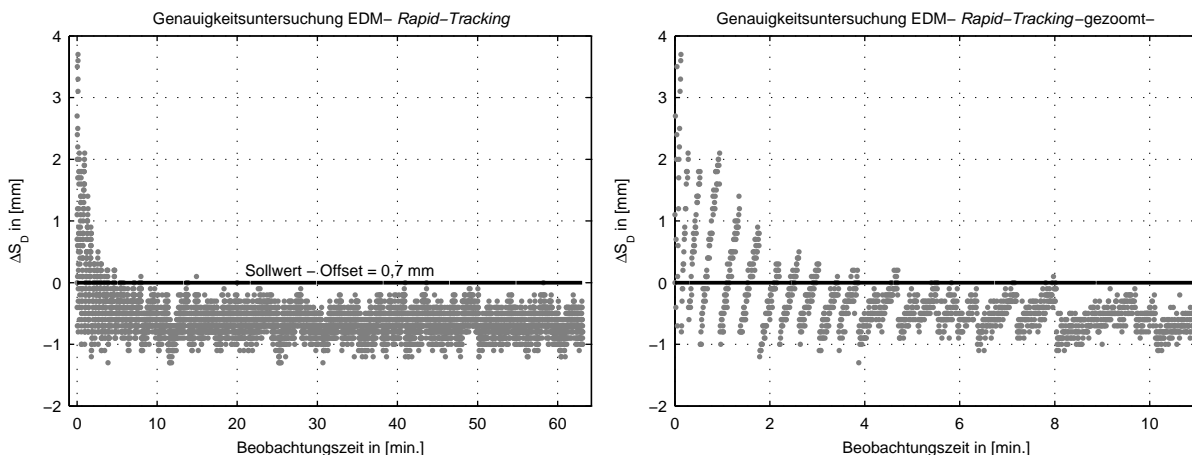 Genauigkeitsuntersuchung EDM− Rapid−Tracking
4
3
2
1
0
−1
−2
ΔS_D in [mm]
Sollwert − Offset = 0,7 mm
0 10 20 30 40 50 60
Beobachtungszeit in [min.]
Genauigkeitsuntersuchung EDM− Rapid−Tracking−gezoomt−
4
3
2
1
0
−1
−2
ΔS_D in [mm]
0 2 4 6 8 10
Beobachtungszeit in [min.]